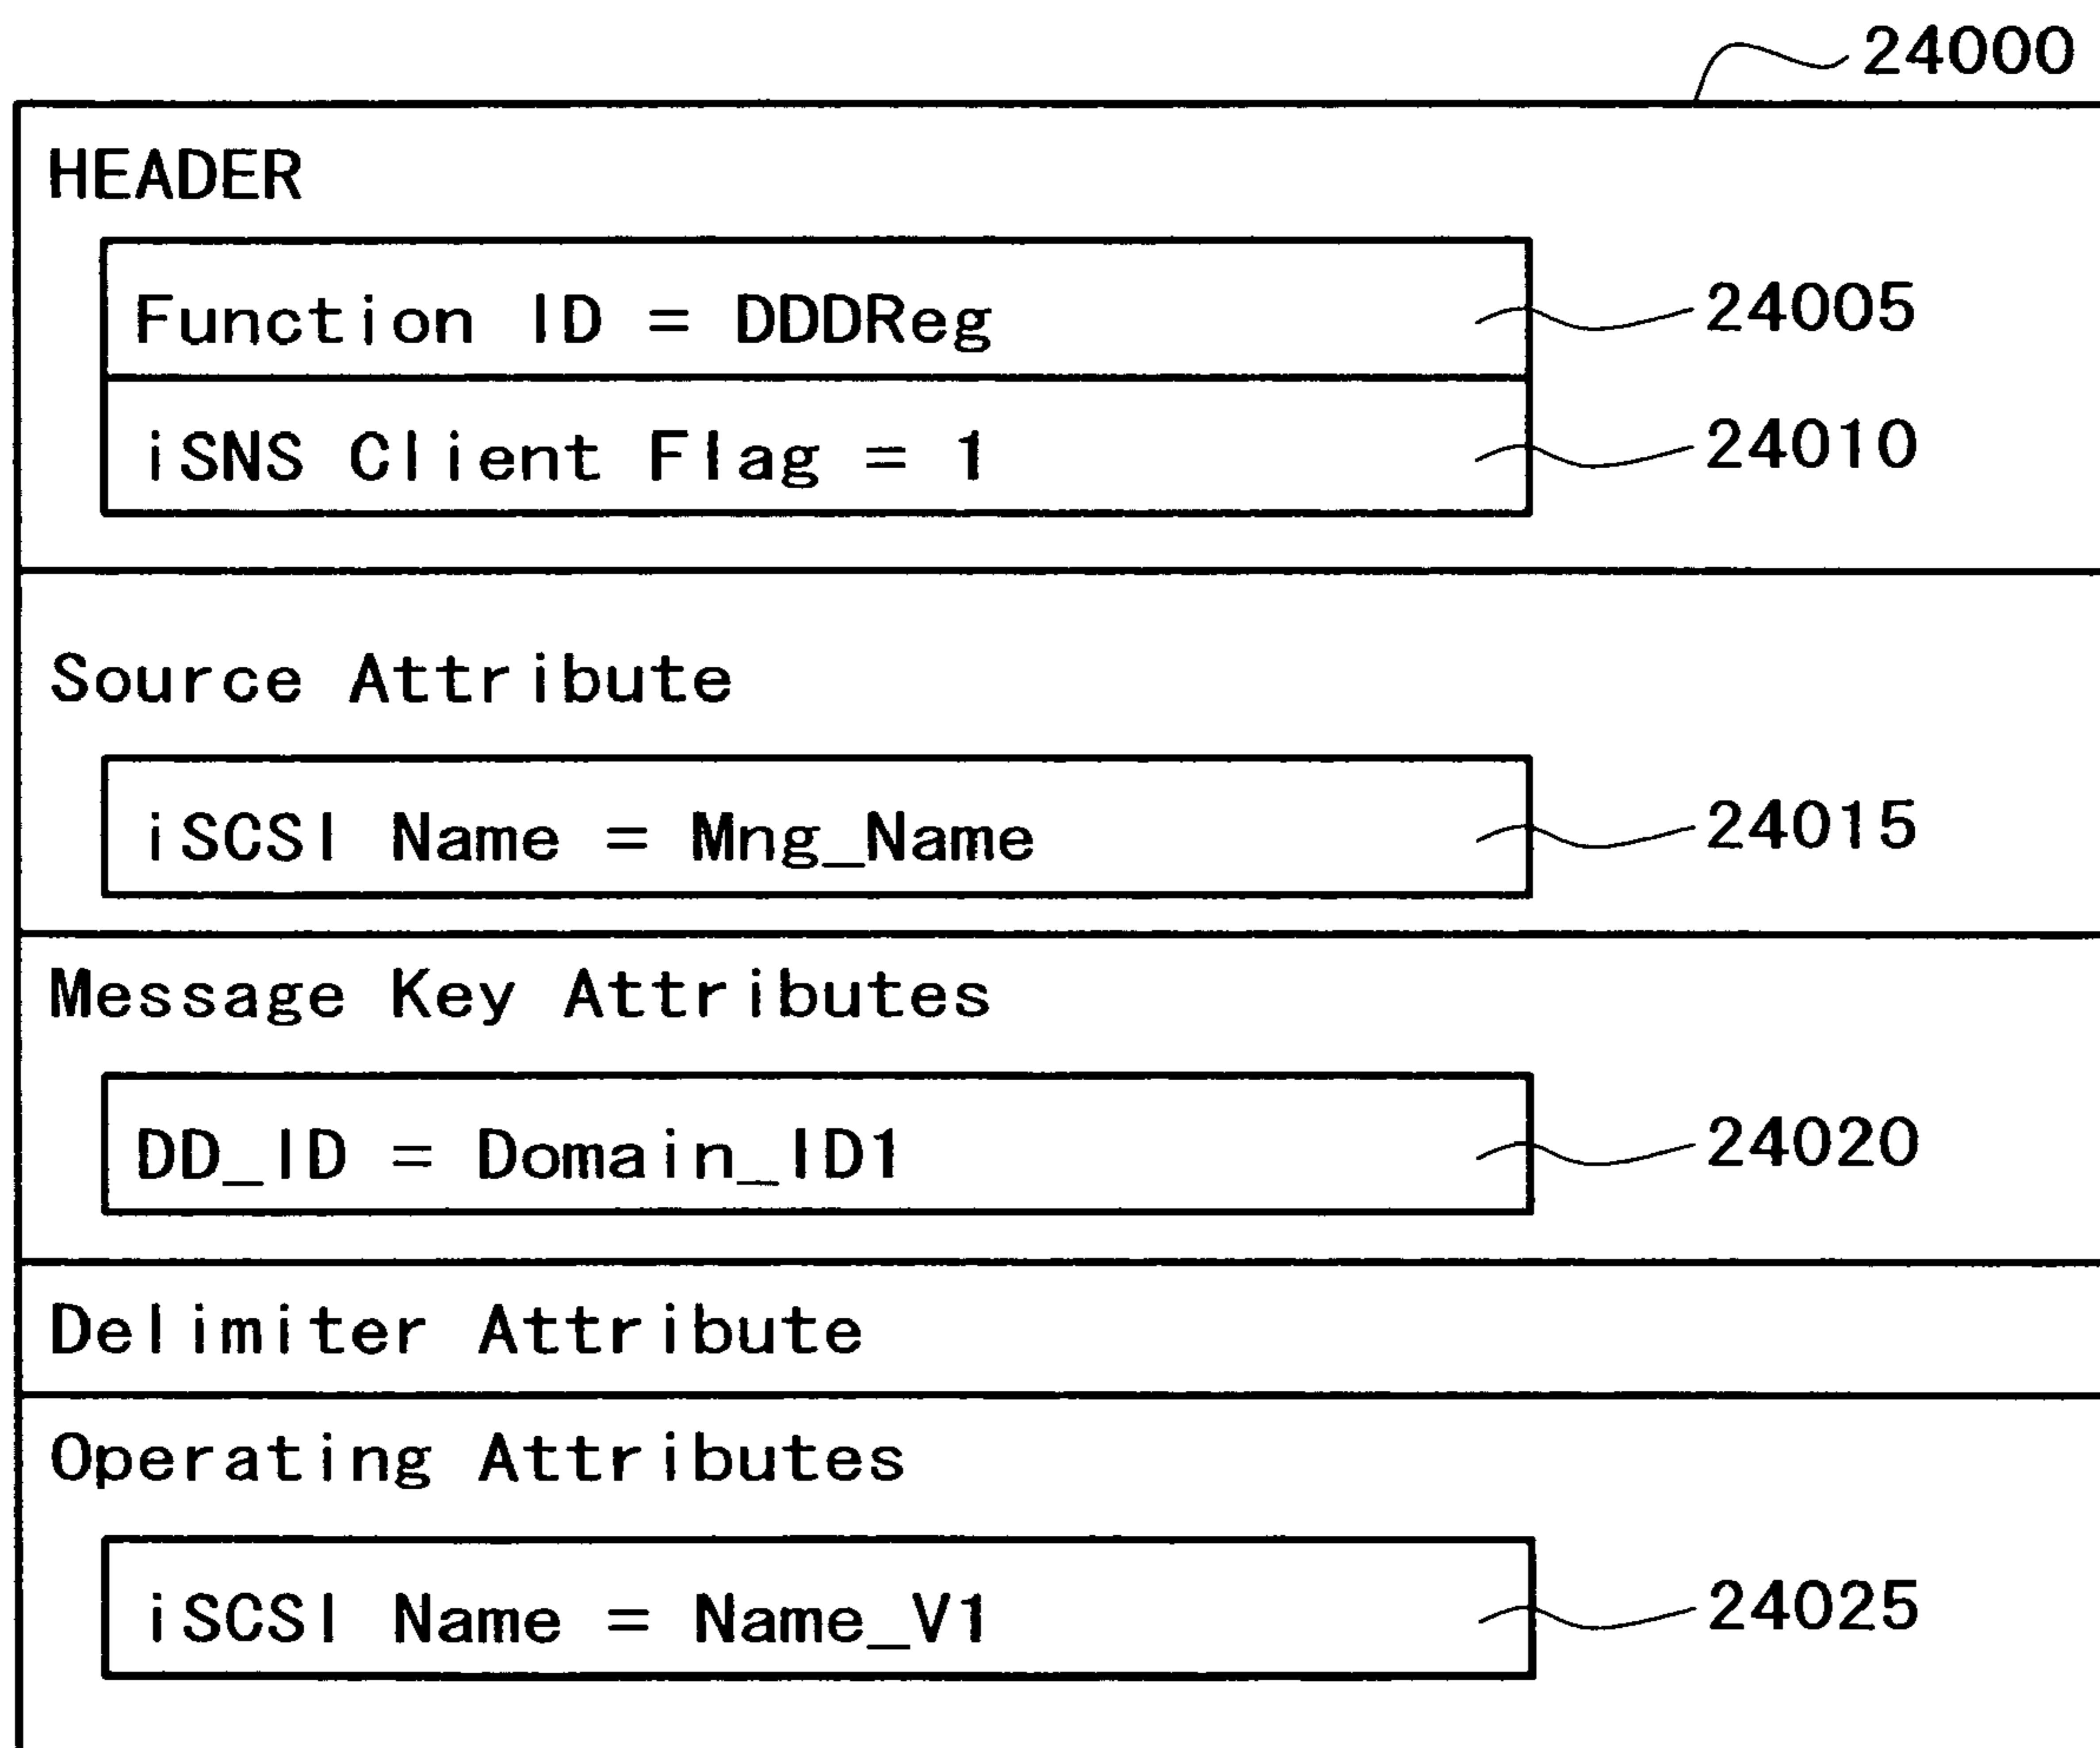 24000
HEADER
Function ID = DDDReg
24005
iSNS Client Flag = 1
24010
Source Attribute
iSCSI Name = Mng_Name
24015
Message Key Attributes
DD_ID = Domain_ID1
24020
Delimiter Attribute
Operating Attributes
iSCSI Name = Name_V1
24025